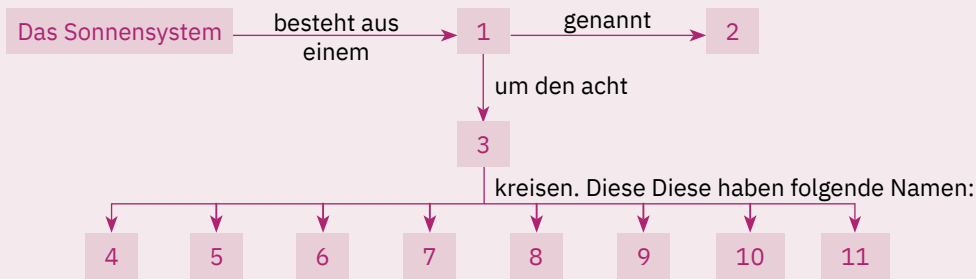 Das Sonnensystem
besteht aus
einem
1
genannt
2
um den acht
3
kreisen. Diese Diese haben folgende Namen:
4
5
6
7
8
9
10
11